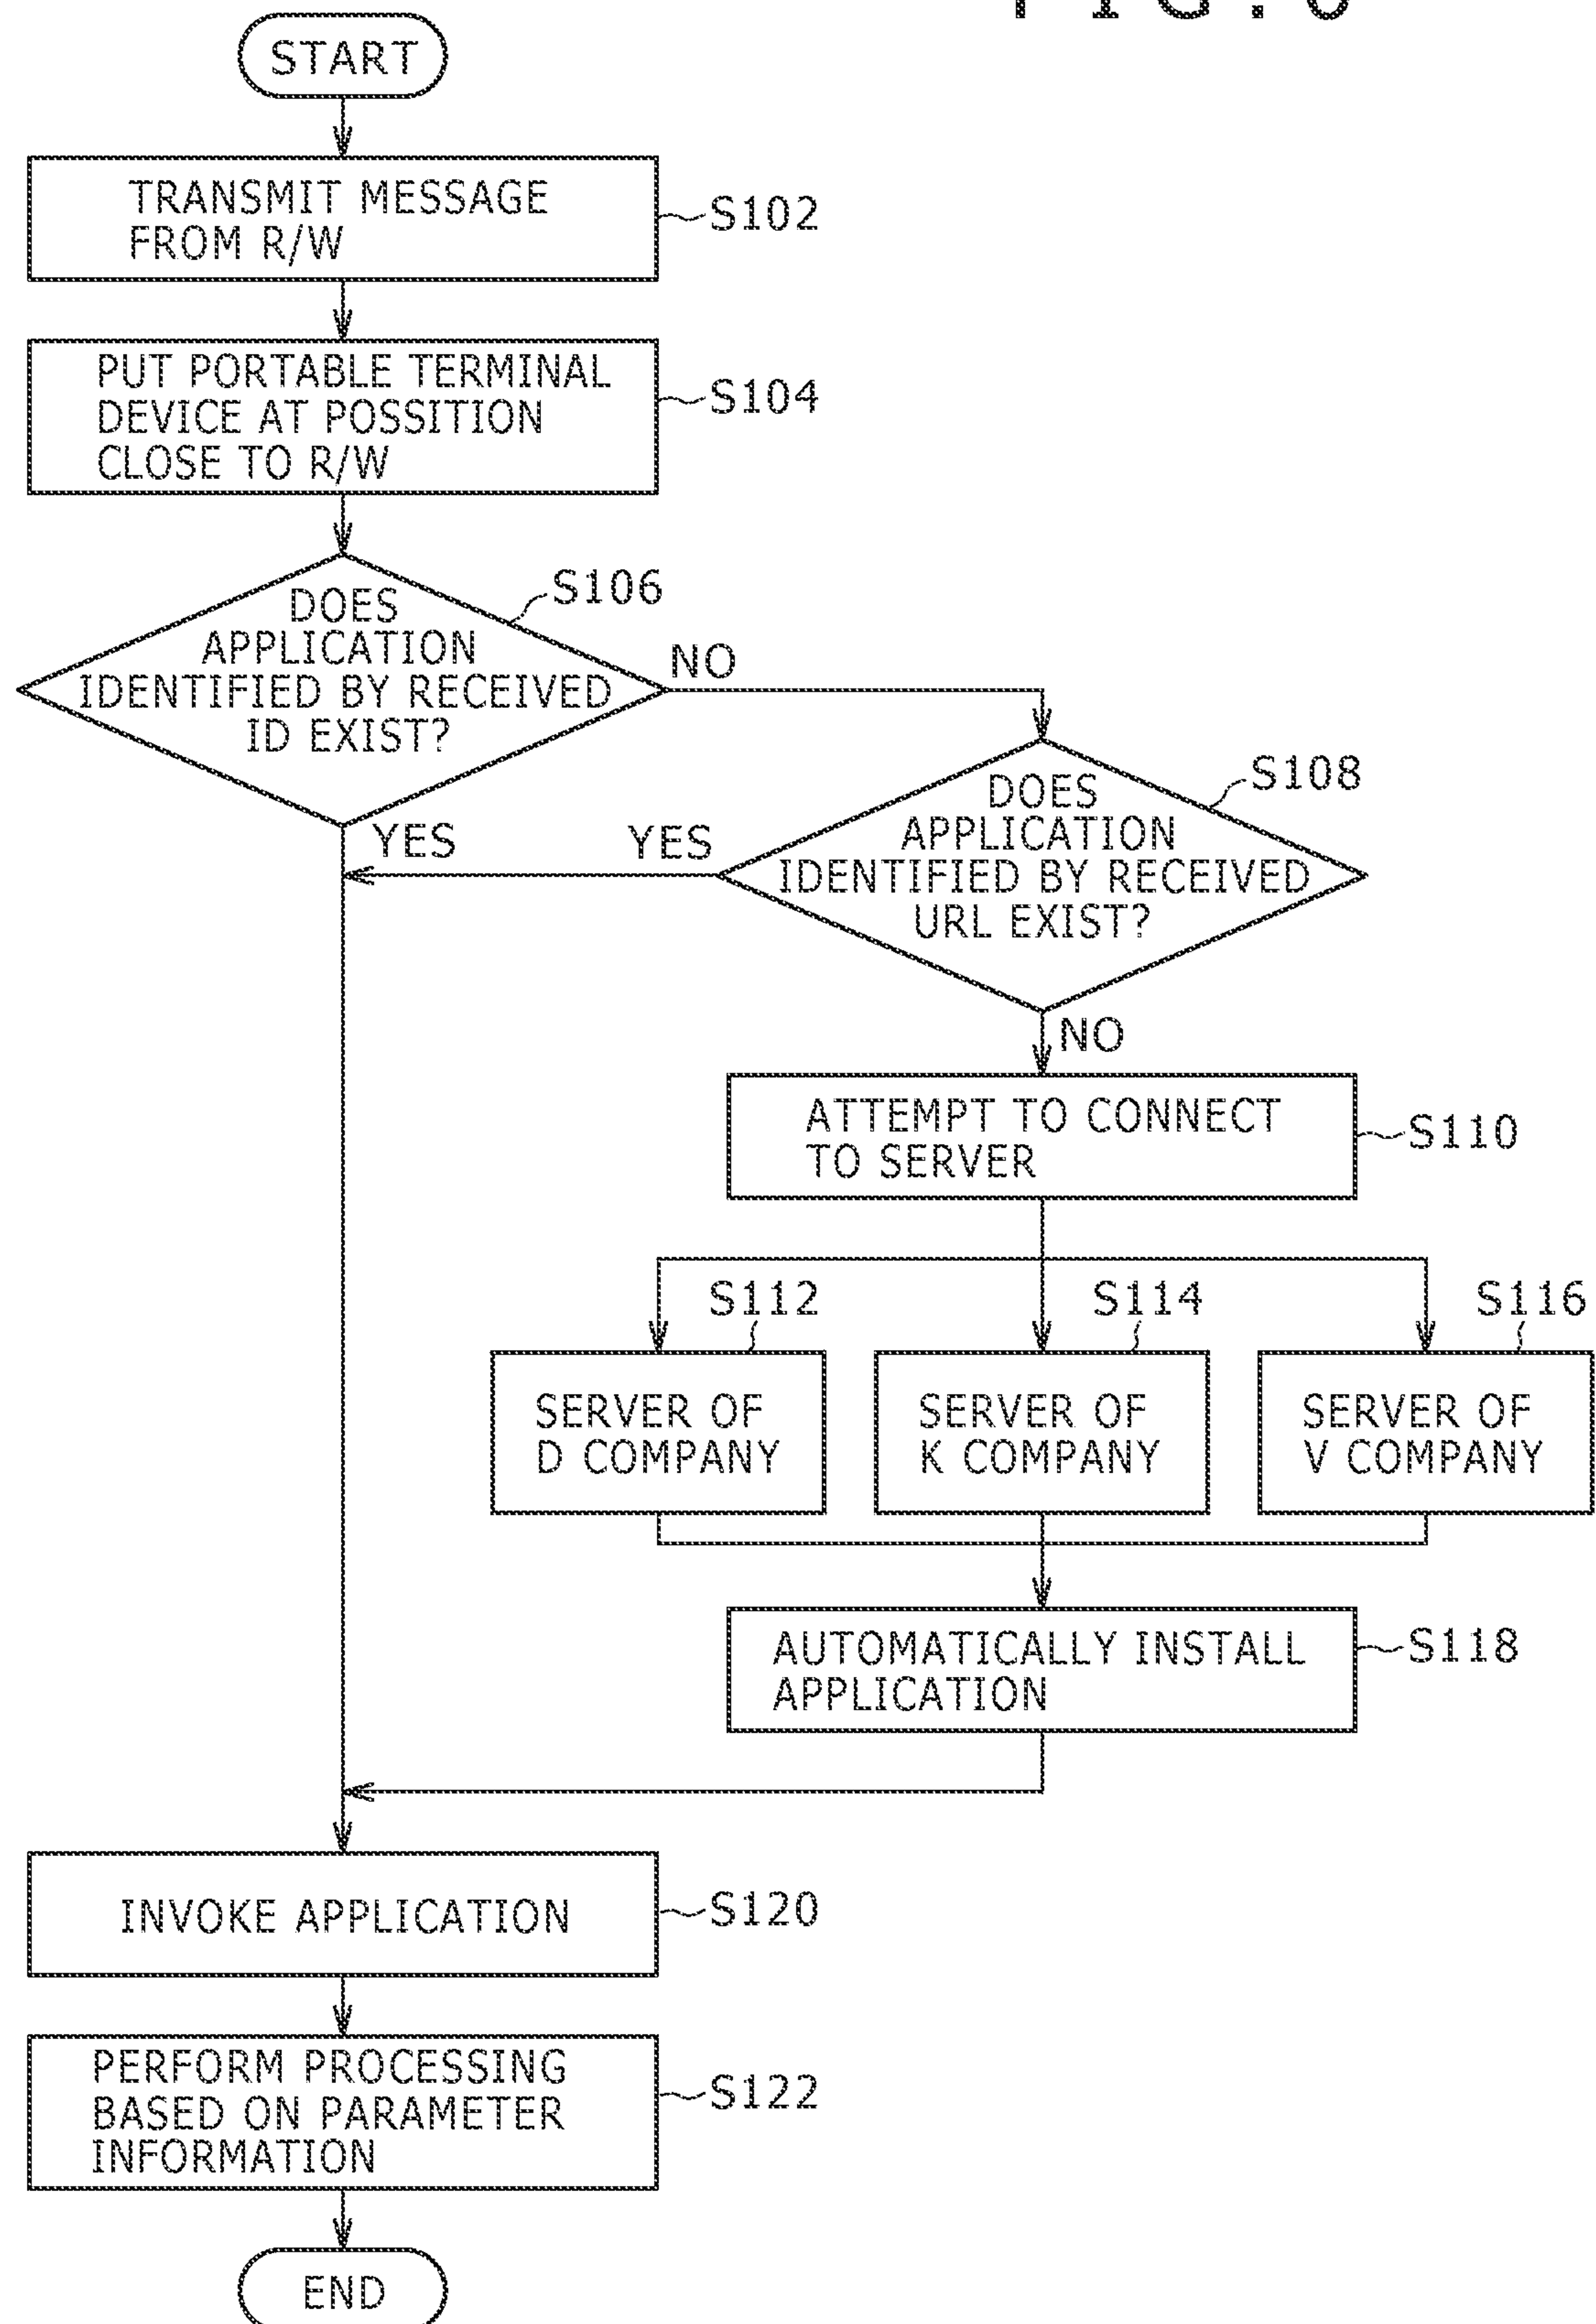 START
TRANSMIT MESSAGE
FROM R/W
S102
PUT PORTABLE TERMINAL
DEVICE AT POSSITION
CLOSE TO R/W
S104
DOES
APPLICATION
IDENTIFIED BY RECEIVED
ID EXIST?
S106
NO
YES
DOES
APPLICATION
IDENTIFIED BY RECEIVED
URL EXIST?
S108
YES
NO
ATTEMPT TO CONNECT
TO SERVER
S110
S112
SERVER OF
D COMPANY
S114
SERVER OF
K COMPANY
S116
SERVER OF
V COMPANY
AUTOMATICALLY INSTALL
APPLICATION
S118
INVOKE APPLICATION
S120
PERFORM PROCESSING
BASED ON PARAMETER
INFORMATION
S122
END